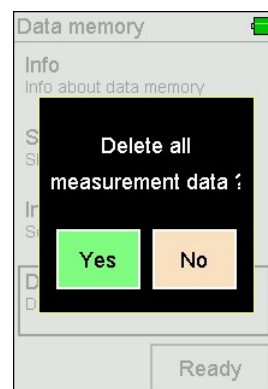 Data memory
Info
Info about data memory
Delete all
measurement data ?
Yes
No
Ready